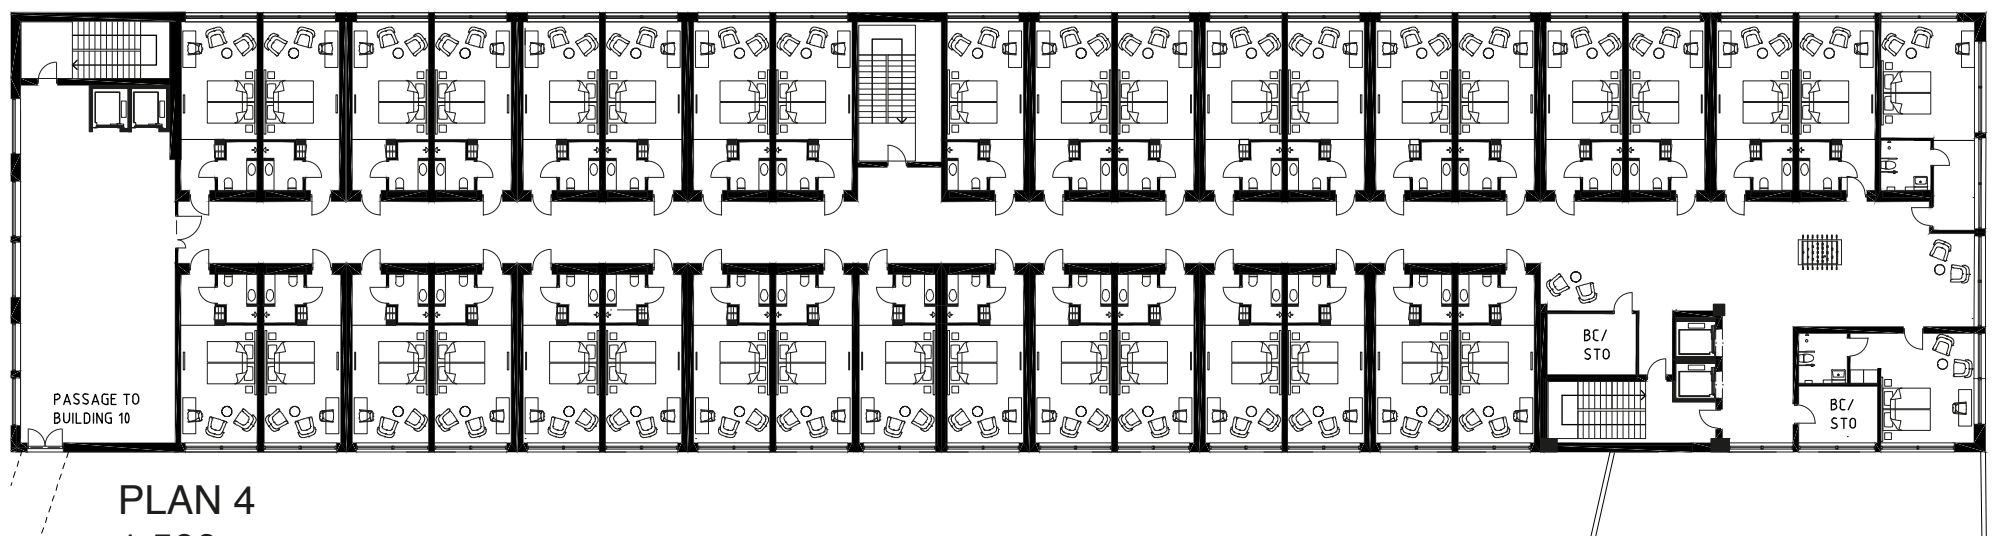 BC/
STO
PASSAGE TO
BUILDING 10
BC/
STO
PLAN 4